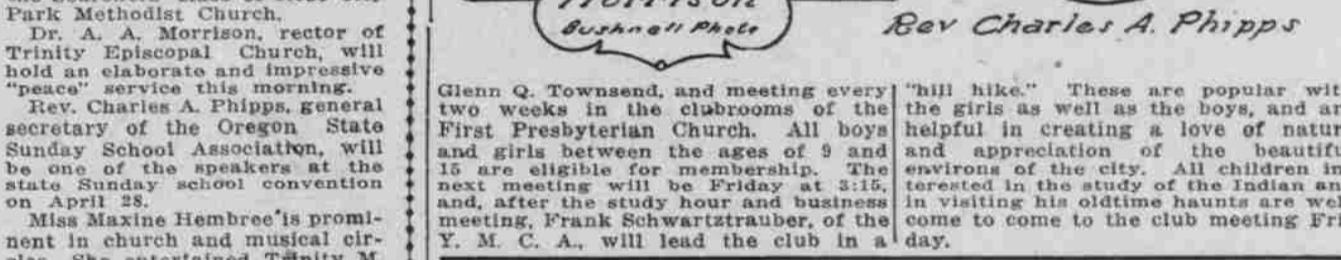 Park Methodist Church.
Dr. A. A. Morrison, rector of
Trinity Episcopal Church, will
hold an elaborate and impressive
"peace" service this morning.
Rev. Charles A. Phipps, general
secretary of the Oregon State
Sunday School Association, will
be one of the speakers at the
state Sunday school convention
on April 28.
Miss Maxine Hembree is promi-
nent in church and musical cir-
She entertained Trinity M.
Morrison
Bushnell Photo
Rev Charles A. Phipps
Glenn Q. Townsend, and meeting every
two weeks in the clubrooms of the
First Presbyterian Church. All boys
and girls between the ages of 9 and
15 are eligible for membership. The
next meeting will be Friday at 3:15,
and, after the study hour and business
meeting, Frank Schwartztrauber, of the
Y. M. C. A., will lead the club in a
"hill hike." These are popular wit
the girls as well as the boys, and ar
helpful in creating a love of natur
and appreciation of the beautifu
environs of the city. All children in
terested in the study of the Indian an
in visiting his oldtime haunts are wel
come to come to the club meeting Fri
day.